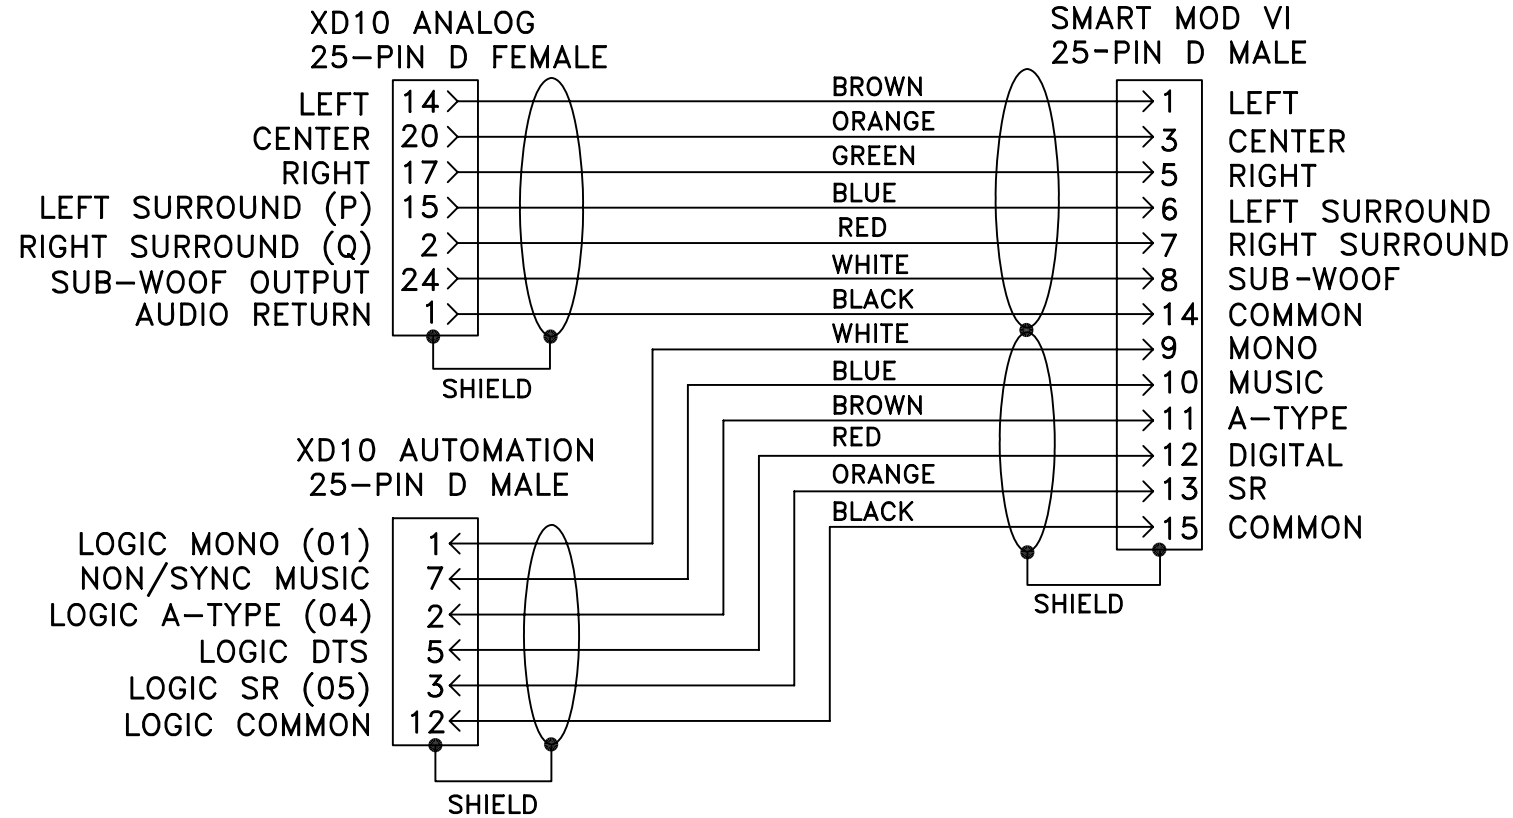 XD10 ANALOG
25-PIN D FEMALE
SMART MOD VI
25-PIN D MALE
LEFT 14 BROWN 1 LEFT
CENTER 20 ORANGE 3 CENTER
RIGHT 17 GREEN 5 RIGHT
LEFT SURROUND (P) 15 BLUE 6 LEFT SURROUND
RIGHT SURROUND (Q) 2 RED 7 RIGHT SURROUND
SUB-WOOF OUTPUT 24 WHITE 8 SUB-WOOF
AUDIO RETURN 1 BLACK 14 COMMON
WHITE 9 MONO
SHIELD
BLUE 10 MUSIC
BROWN 11 A-TYPE
RED 12 DIGITAL
ORANGE 13 SR
BLACK 15 COMMON
SHIELD
XD10 AUTOMATION
25-PIN D MALE
LOGIC MONO (01) 1
NON/SYNC MUSIC 7
LOGIC A-TYPE (04) 2
LOGIC DTS 5
LOGIC SR (05) 3
LOGIC COMMON 12
SHIELD